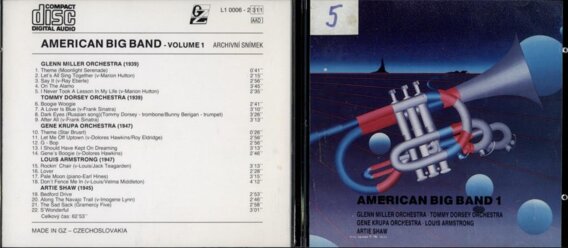 COMPACT
disc
DIGITAL AUDIO
GZ
L1 0006-2 311
AAD
AMERICAN BIG BAND - VOLUME 1 ARCHIVNÍ SNÍMEK
GLENN MILLER ORCHESTRA (1939)
1. Theme (Moonlight Serenade) 0'41"
2. Let's All Sing Together (v-Marion Hutton) 2'15"
3. Say It (v-Ray Eberle) 2'56"
4. On The Alamo 3'45"
5. I Never Took A Lesson In My Life (v-Marion Hutton) 2'35"
TOMMY DORSEY ORCHESTRA (1939)
6. Boogie Woogie 2'41"
7. A Lover Is Blue (v-Frank Sinatra) 3'10"
8. Dark Eyes (Russian song)(Tommy Dorsey - trombone/Bunny Berigan - trumpet) 3'26"
9. After All (v-Frank Sinatra) 3'13"
GENE KRUPA ORCHESTRA (1947)
10. Theme (Star Brust) 0'26"
11. Let Me Off Uptown (v-Dolores Hawkins/Roy Eldridge) 2'56"
12. G - Bop 2'56"
13. I Should Have Kept On Dreaming 3'13"
14. Gene's Boogie (v-Dolores Hawkins) 2'46"
LOUIS ARMSTRONG (1947)
15. Rockin' Chair (v-Louis/Jack Teagarden) 3'13"
16. Lover 2'28"
17. Pale Moon (piano-Earl Hines) 3'15"
18. Don't Fence Me In (v-Louis/Velma Middleton) 4'12"
ARTIE SHAW (1945)
19. Bedford Drive 2'53"
20. Along The Navajo Trail (v-Imogene Lynn) 2'46"
21. The Sad Sack (Grammercy Five) 2'58"
22. S'Wonderful 3'01"
Celkový čas: 62'53"
MADE IN GZ - CZECHOSLOVAKIA
5
AMERICAN BIG BAND 1
GLENN MILLER ORCHESTRA · TOMMY DORSEY ORCHESTRA
GENE KRUPA ORCHESTRA · LOUIS ARMSTRONG
ARTIE SHAW